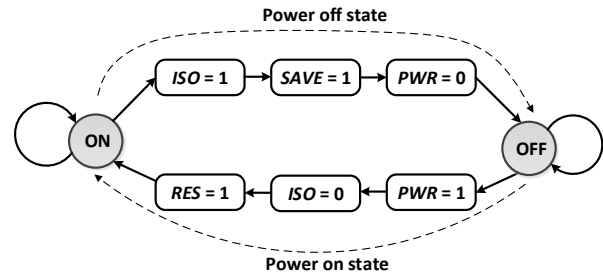 Power off state
ISO = 1
SAVE = 1
PWR = 0
ON
OFF
RES = 1
ISO = 0
PWR = 1
Power on state